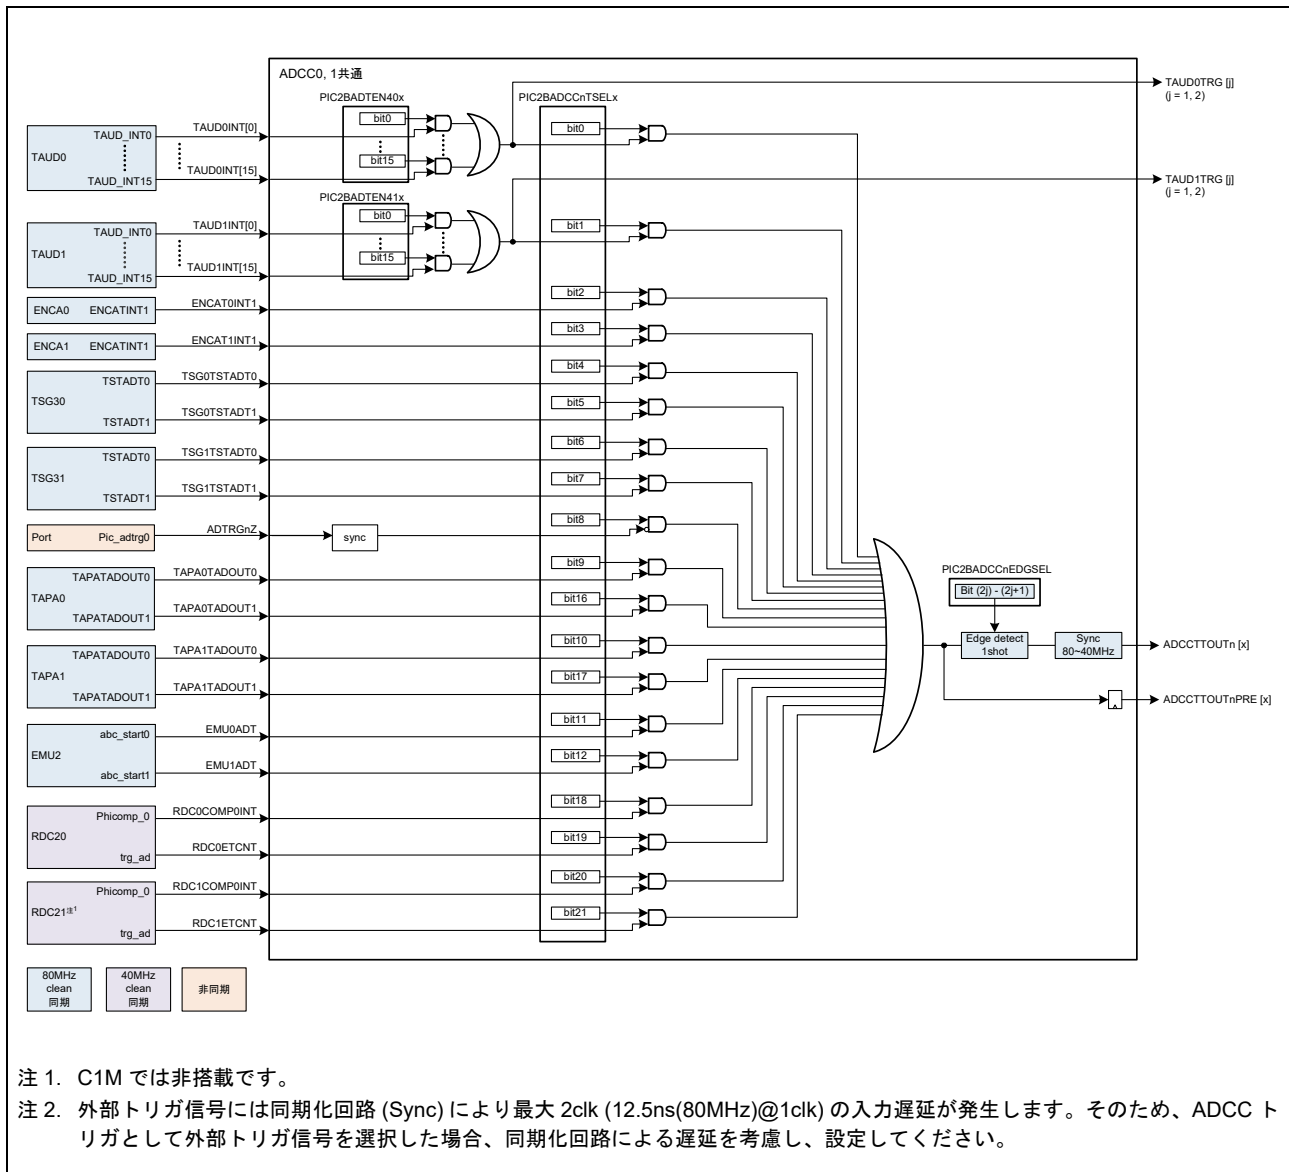 ADCC0, 1共通
PIC2BADTEN40x
PIC2BADCCnTSELx
TAUD0TRG [j]
(j = 1, 2)
TAUD0
TAUD_INT0
TAUD_INT15
TAUD0INT[0]
TAUD0INT[15]
bit0
bit15
bit0
TAUD1TRG [j]
(j = 1, 2)
PIC2BADTEN41x
TAUD1
TAUD_INT0
TAUD_INT15
TAUD1INT[0]
TAUD1INT[15]
bit0
bit15
bit1
ENCA0 ENCATINT1
ENCAT0INT1
bit2
ENCA1 ENCATINT1
ENCAT1INT1
bit3
TSG30
TSTADT0
TSTADT1
TSG0TSTADT0
TSG0TSTADT1
bit4
bit5
TSG31
TSTADT0
TSTADT1
TSG1TSTADT0
TSG1TSTADT1
bit6
bit7
Port Pic_adtrg0
ADTRGnZ
sync
bit8
TAPA0
TAPATADOUT0
TAPATADOUT1
TAPA0TADOUT0
TAPA0TADOUT1
bit9
bit16
TAPA1
TAPATADOUT0
TAPATADOUT1
TAPA1TADOUT0
TAPA1TADOUT1
bit10
bit17
EMU2
abc_start0
abc_start1
EMU0ADT
EMU1ADT
bit11
bit12
RDC20
Phicomp_0
trg_ad
RDC0COMP0INT
RDC0ETCNT
bit18
bit19
RDC21注1
Phicomp_0
trg_ad
RDC1COMP0INT
RDC1ETCNT
bit20
bit21
PIC2BADCCnEDGSEL
Bit (2j) - (2j+1)
Edge detect
1shot
Sync
80~40MHz
ADCCTTOUTn [x]
ADCCTTOUTnPRE [x]
80MHz
clean
同期
40MHz
clean
同期
非同期
注 1. C1M では非搭載です。
注 2. 外部トリガ信号には同期化回路 (Sync) により最大 2clk (12.5ns(80MHz)@1clk) の入力遅延が発生します。そのため、ADCC ト
リガとして外部トリガ信号を選択した場合、同期化回路による遅延を考慮し、設定してください。